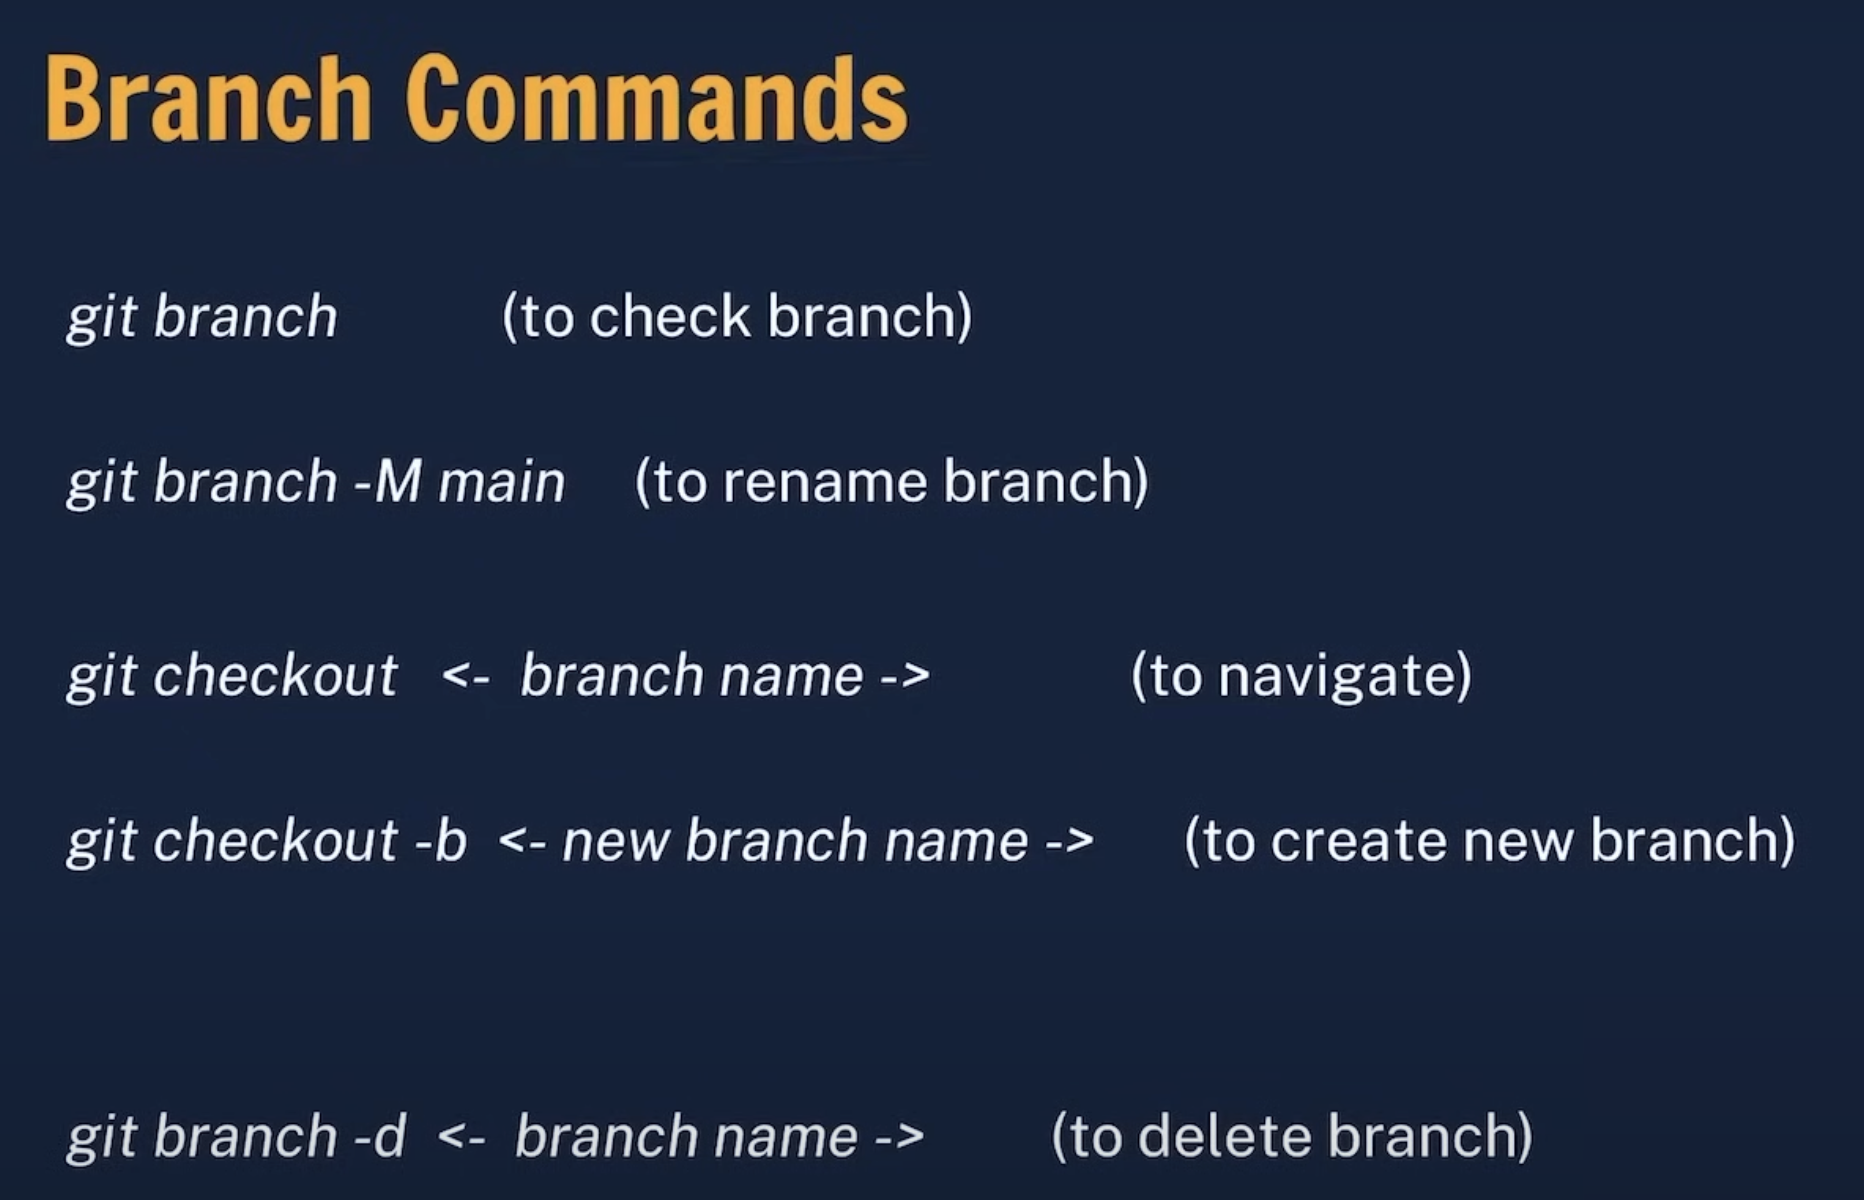 Branch Commands
git branch (to check branch)
git branch -M main (to rename branch)
git checkout <- branch name -> (to navigate)
git checkout -b <- new branch name -> (to create new branch)
git branch -d <- branch name -> (to delete branch)